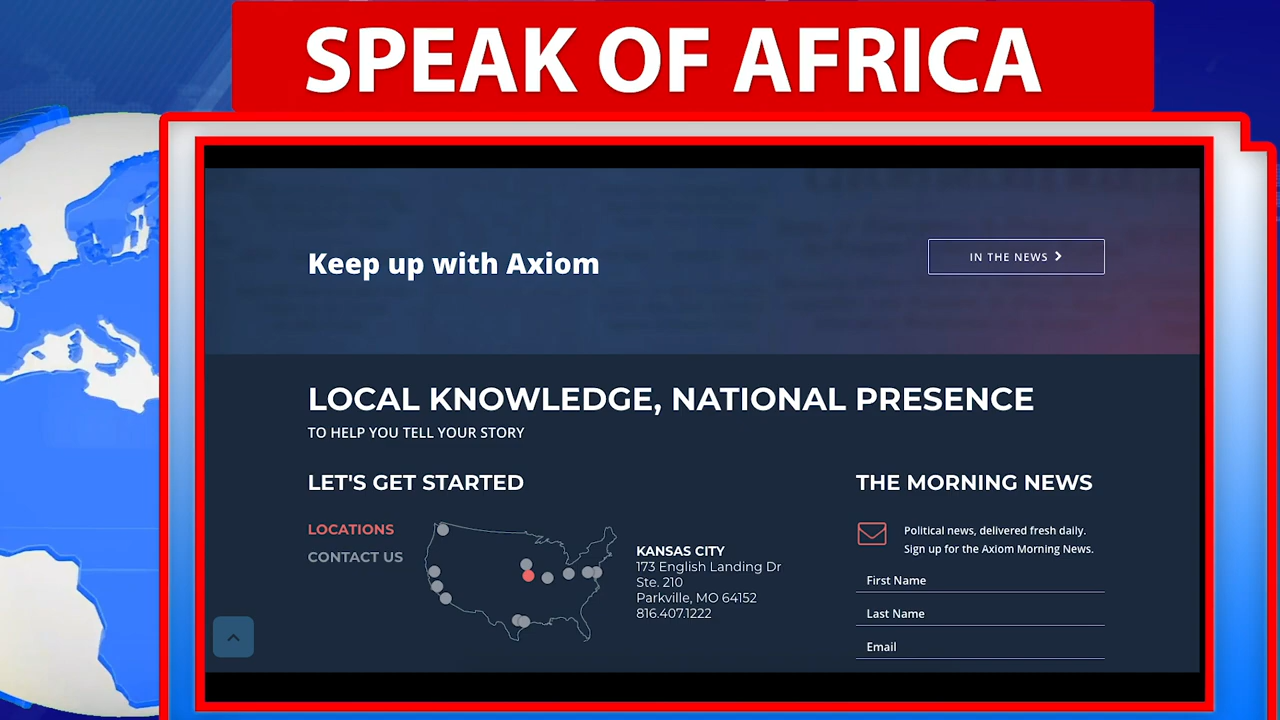 SPEAK OF AFRICA
Keep up with Axiom
IN THE NEWS
LOCAL KNOWLEDGE, NATIONAL PRESENCE
TO HELP YOU TELL YOUR STORY
LET'S GET STARTED
LOCATIONS
CONTACT US
KANSAS CITY
173 English Landing Dr
Ste. 210
Parkville, MO 64152
816.407.1222
THE MORNING NEWS
Political news, delivered fresh daily.
Sign up for the Axiom Morning News.
First Name
Last Name
Email